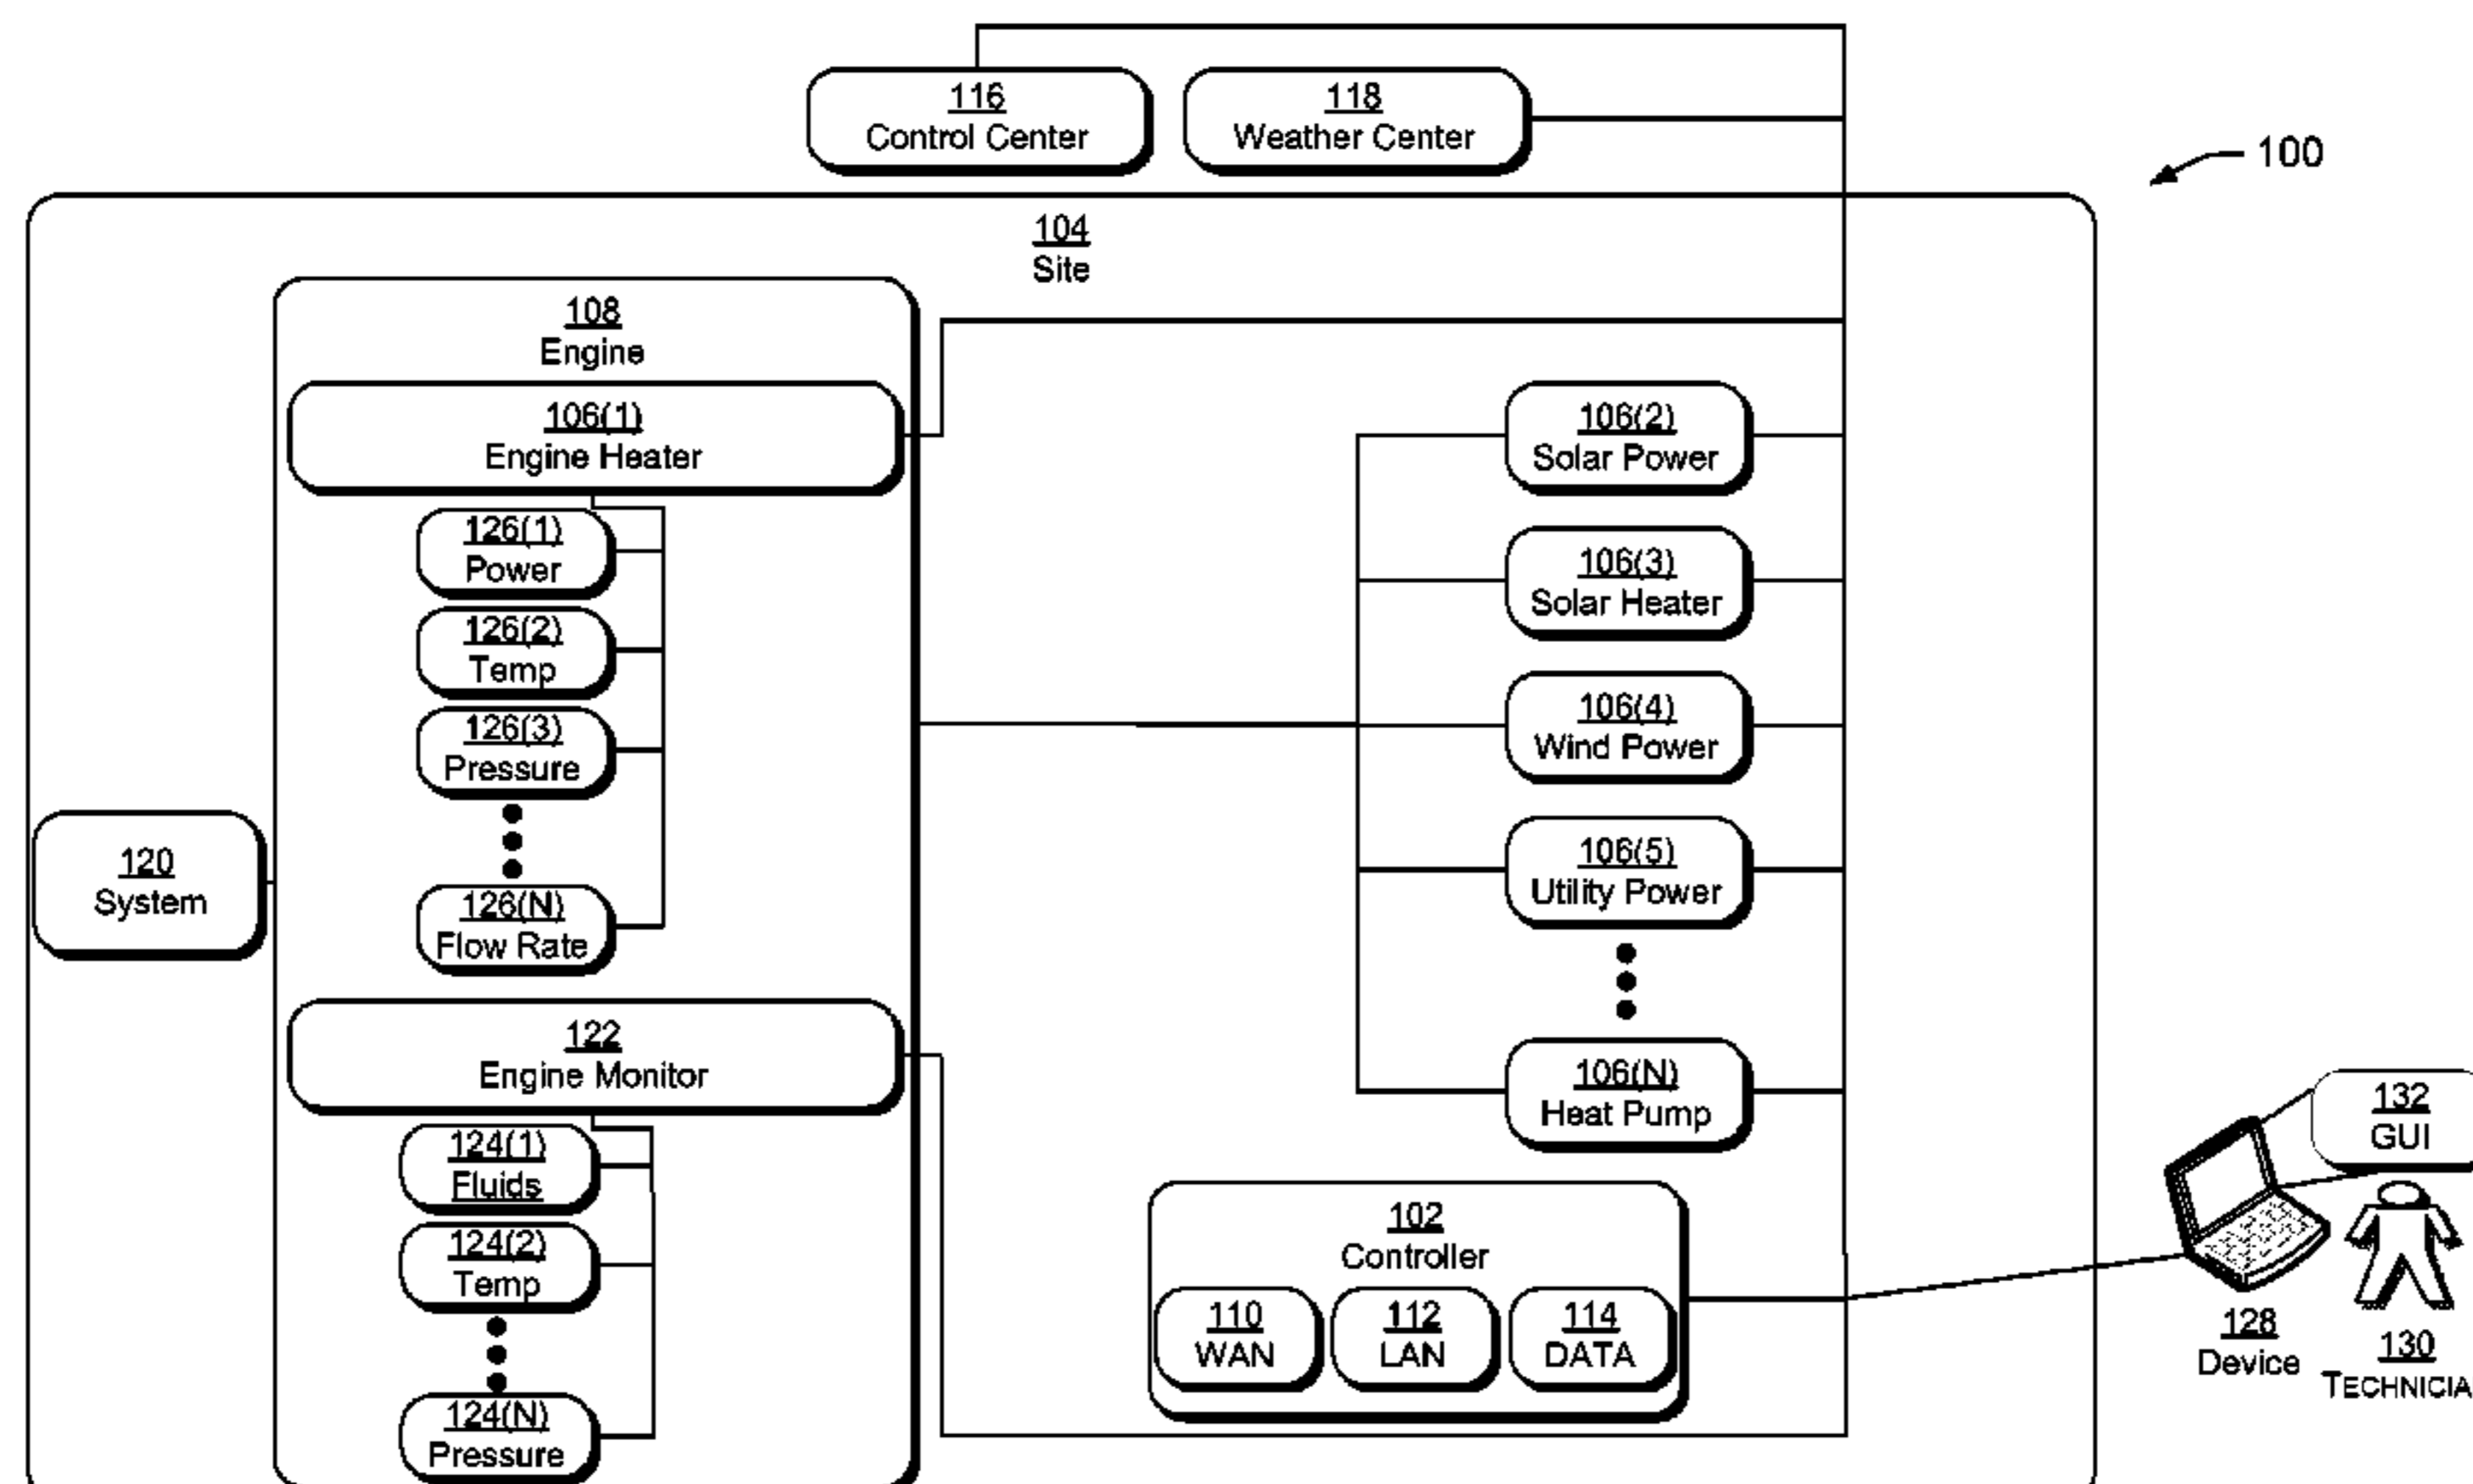 116
Control Center
118
Weather Center
100
104
Site
108
Engine
106(1)
Engine Heater
126(1)
Power
126(2)
Temp
126(3)
Pressure
126(N)
Flow Rate
120
System
122
Engine Monitor
124(1)
Fluids
124(2)
Temp
124(N)
Pressure
106(2)
Solar Power
106(3)
Solar Heater
106(4)
Wind Power
106(5)
Utility Power
106(N)
Heat Pump
102
Controller
110
WAN
112
LAN
114
DATA
132
GUI
128
Device
130
TECHNICIA